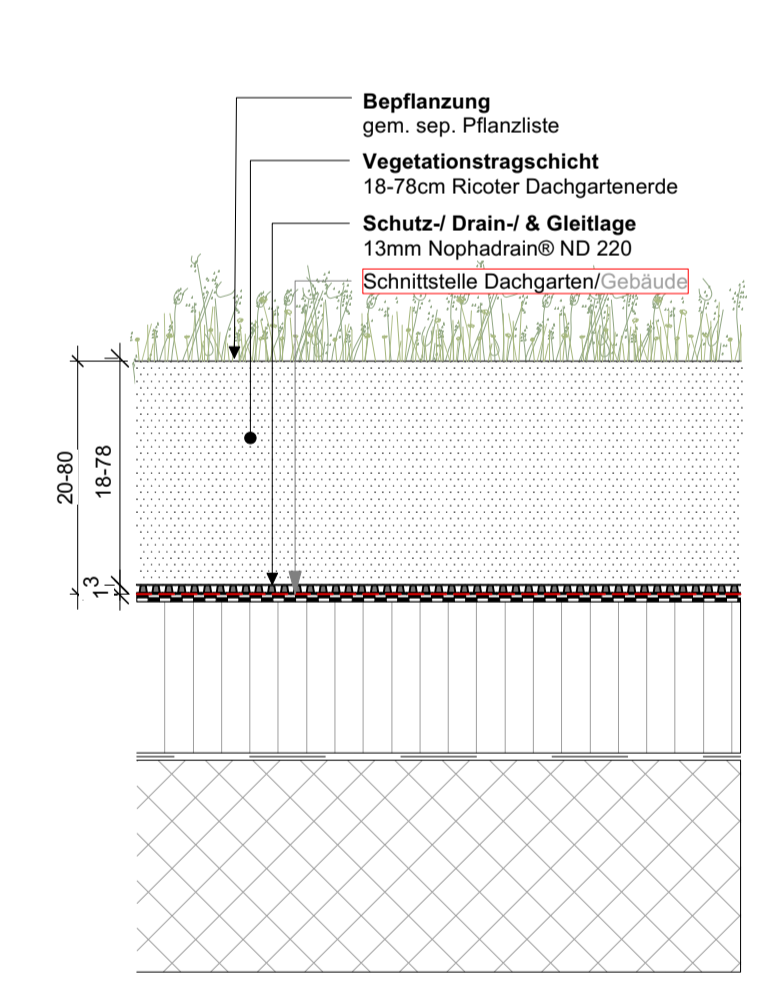 Bepflanzung
gem. sep. Pflanzliste
Vegetationstragschicht
18-78cm Ricoter Dachgartenerde
Schutz-/ Drain-/ & Gleitlage
13mm Nophadrain® ND 220
Schnittstelle Dachgarten/Gebäude
20-80
18-78
1.3